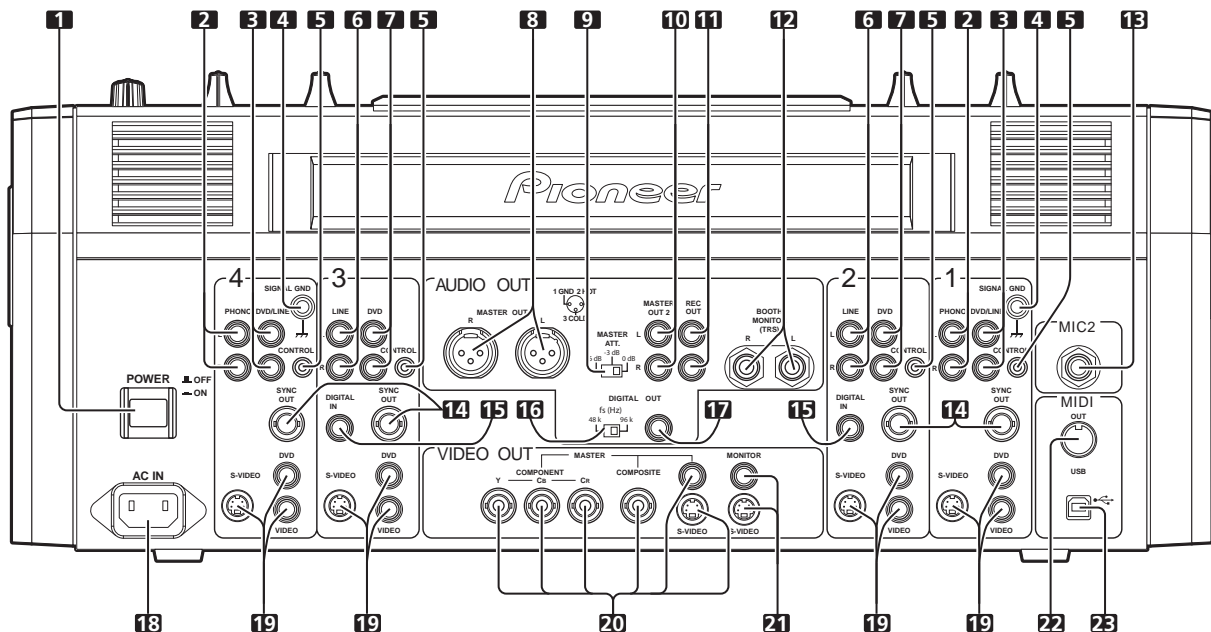 1 2 3 4 5 6 7 5 8 9 10 11 12 6 7 5 2 3 4 5 13
Pioneer
4
SIGNAL GND
PHONO DVD/LINE
L
CONTROL
SYNC OUT
DVD
S-VIDEO
VIDEO
3
LINE DVD
L
R
CONTROL
DIGITAL IN
SYNC OUT
DVD
S-VIDEO
VIDEO
POWER
OFF
ON
AC IN
AUDIO OUT
1 GND 2 HOT
3 COLD
MASTER OUT 1
R L
MASTER ATT.
-6 dB -3 dB 0 dB
MASTER OUT 2
REC OUT
L
R
BOOTH MONITOR (TRS)
R L
DIGITAL OUT
fs (Hz)
48 k 96 k
VIDEO OUT
MASTER
COMPONENT
Y CB CR
COMPOSITE
S-VIDEO
MONITOR
S-VIDEO
2
LINE DVD
L
R
CONTROL
DIGITAL IN
SYNC OUT
DVD
S-VIDEO
VIDEO
1
SIGNAL GND
PHONO DVD/LINE
L
R
CONTROL
SYNC OUT
DVD
S-VIDEO
VIDEO
MIC2
MIDI
OUT
USB
14 15 16 17 15 14
18 19 19 20 21 19 19 22 23